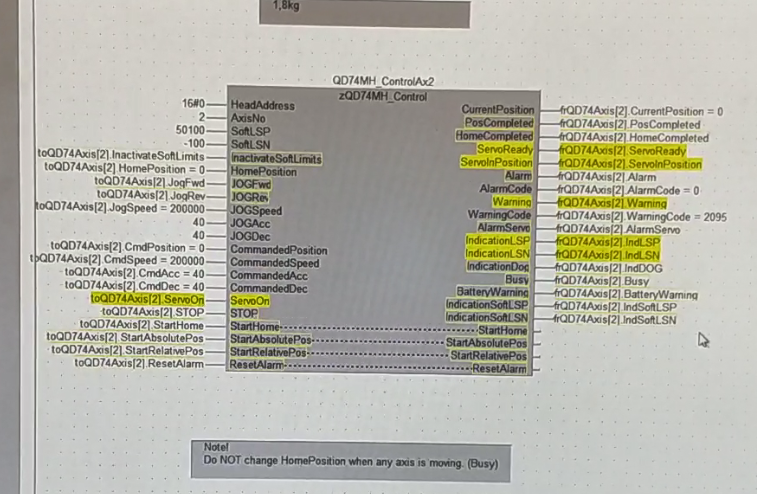 1,8kg
QD74MH_ControlAx2
zQD74MH_Control
16#0 HeadAddress CurrentPosition frQD74Axis[2].CurrentPosition = 0
2 AxisNo PosCompleted frQD74Axis[2].PosCompleted
50100 SoftLSP HomeCompleted frQD74Axis[2].HomeCompleted
-100 SoftLSN ServoReady frQD74Axis[2].ServoReady
toQD74Axis[2].InactivateSoftLimits InactivateSoftLimits ServoInPosition frQD74Axis[2].ServoInPosition
toQD74Axis[2].HomePosition = 0 HomePosition Alarm frQD74Axis[2].Alarm
toQD74Axis[2].JogFwd JOGFwd AlarmCode frQD74Axis[2].AlarmCode = 0
toQD74Axis[2].JogRev JOGRev Warning frQD74Axis[2].Warning
toQD74Axis[2].JogSpeed = 200000 JOGSpeed WarningCode frQD74Axis[2].WarningCode = 2095
40 JOGAcc AlarmServo frQD74Axis[2].AlarmServo
40 JOGDec IndicationLSP frQD74Axis[2].IndLSP
toQD74Axis[2].CmdPosition = 0 CommandedPosition IndicationLSN frQD74Axis[2].IndLSN
toQD74Axis[2].CmdSpeed = 200000 CommandedSpeed IndicationDog frQD74Axis[2].IndDOG
toQD74Axis[2].CmdAcc = 40 CommandedAcc Busy frQD74Axis[2].Busy
toQD74Axis[2].CmdDec = 40 CommandedDec BatteryWarning frQD74Axis[2].BatteryWarning
toQD74Axis[2].ServoOn ServoOn IndicationSoftLSP frQD74Axis[2].IndSoftLSP
toQD74Axis[2].STOP STOP IndicationSoftLSN frQD74Axis[2].IndSoftLSN
toQD74Axis[2].StartHome StartHome StartHome
toQD74Axis[2].StartAbsolutePos StartAbsolutePos StartAbsolutePos
toQD74Axis[2].StartRelativePos StartRelativePos StartRelativePos
toQD74Axis[2].ResetAlarm ResetAlarm ResetAlarm
Note!
Do NOT change HomePosition when any axis is moving. (Busy)